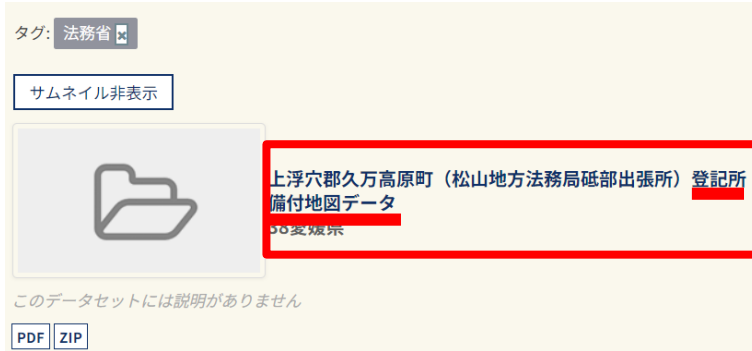 タグ: 法務省 x
サムネイル非表示
上浮穴郡久万高原町（松山地方法務局砥部出張所）登記所
備付地図データ
38愛媛県
このデータセットには説明がありません
PDF ZIP